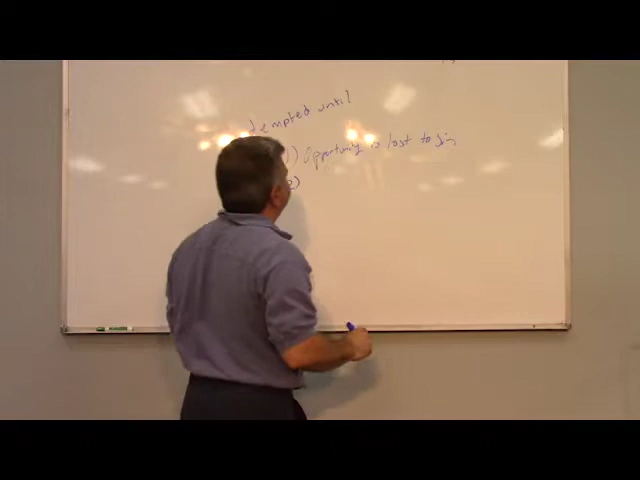 tempted until
1) Opportunity is lost to sin
2)